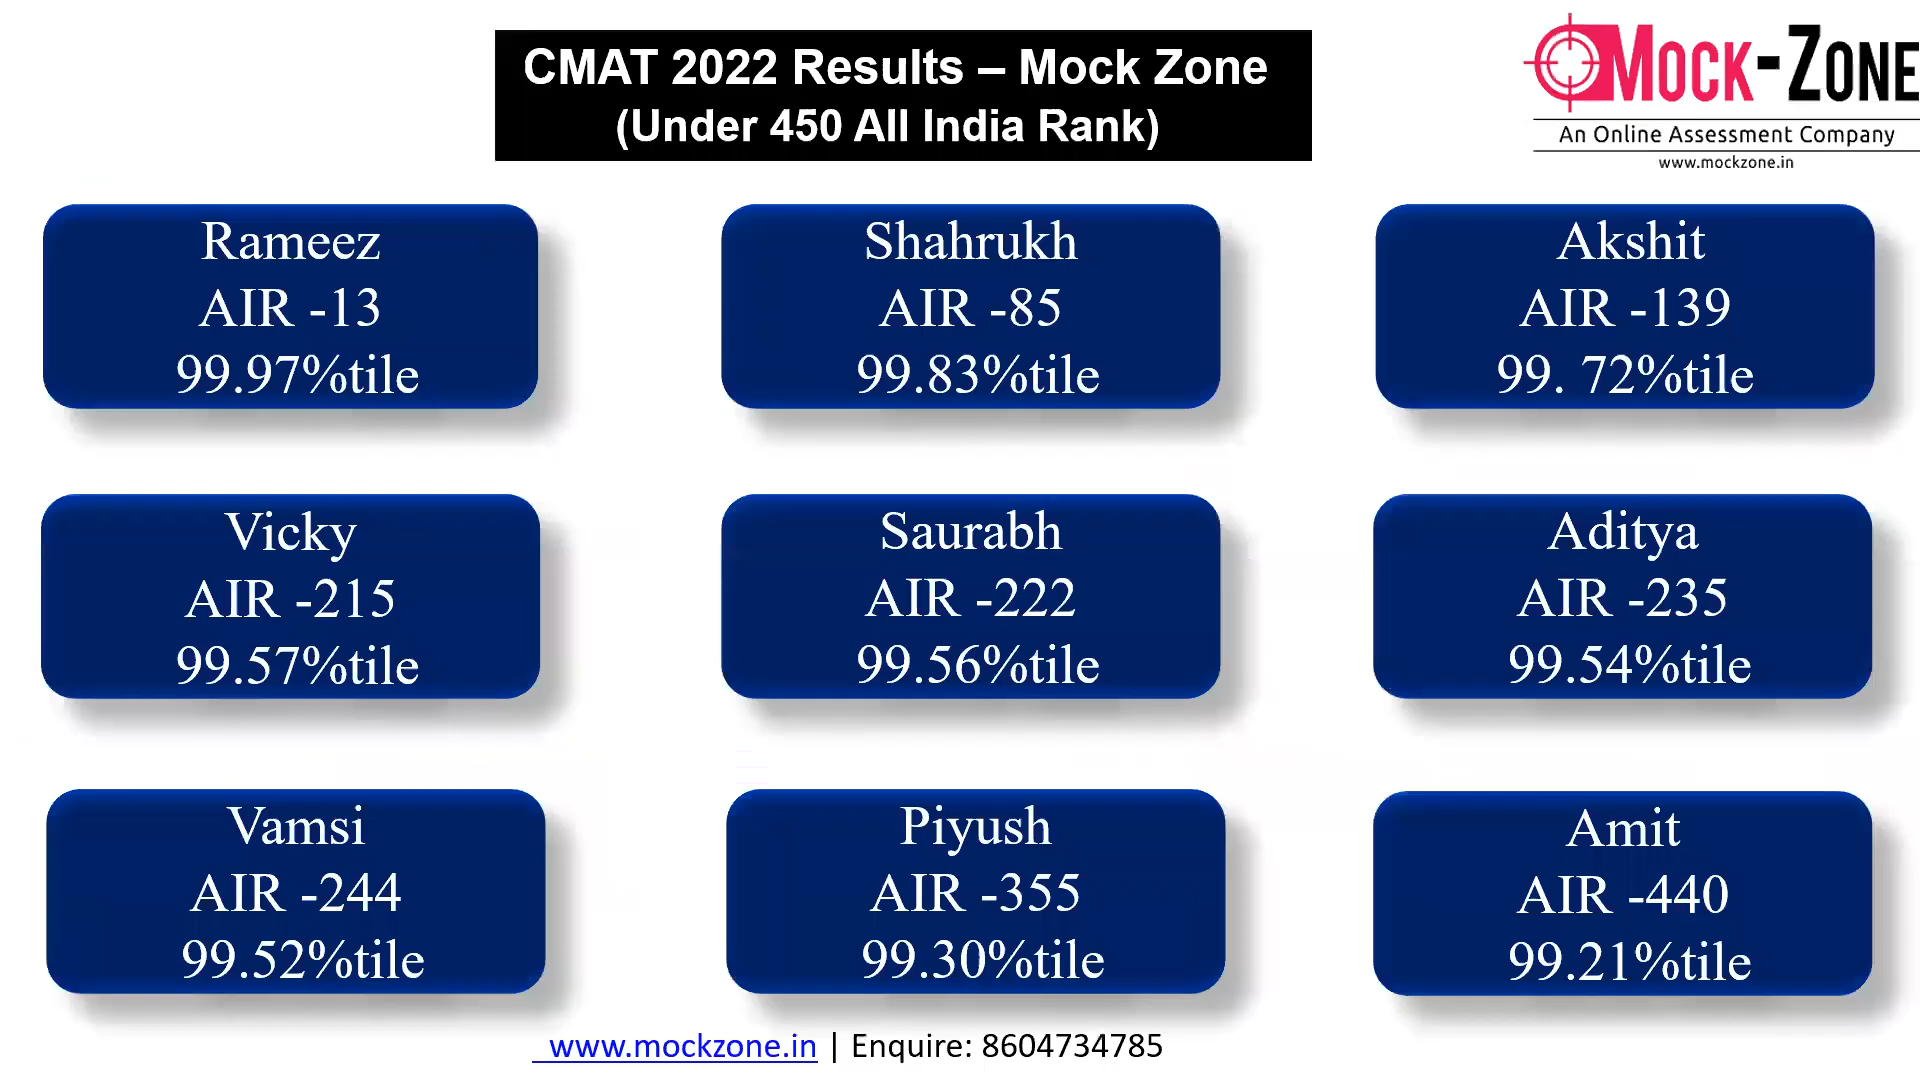 CMAT 2022 Results – Mock Zone
(Under 450 All India Rank)
Mock-Zone
An Online Assessment Company
www.mockzone.in
Rameez
AIR -13
99.97%tile
Shahrukh
AIR -85
99.83%tile
Akshit
AIR -139
99. 72%tile
Vicky
AIR -215
99.57%tile
Saurabh
AIR -222
99.56%tile
Aditya
AIR -235
99.54%tile
Vamsi
AIR -244
99.52%tile
Piyush
AIR -355
99.30%tile
Amit
AIR -440
99.21%tile
www.mockzone.in | Enquire: 8604734785